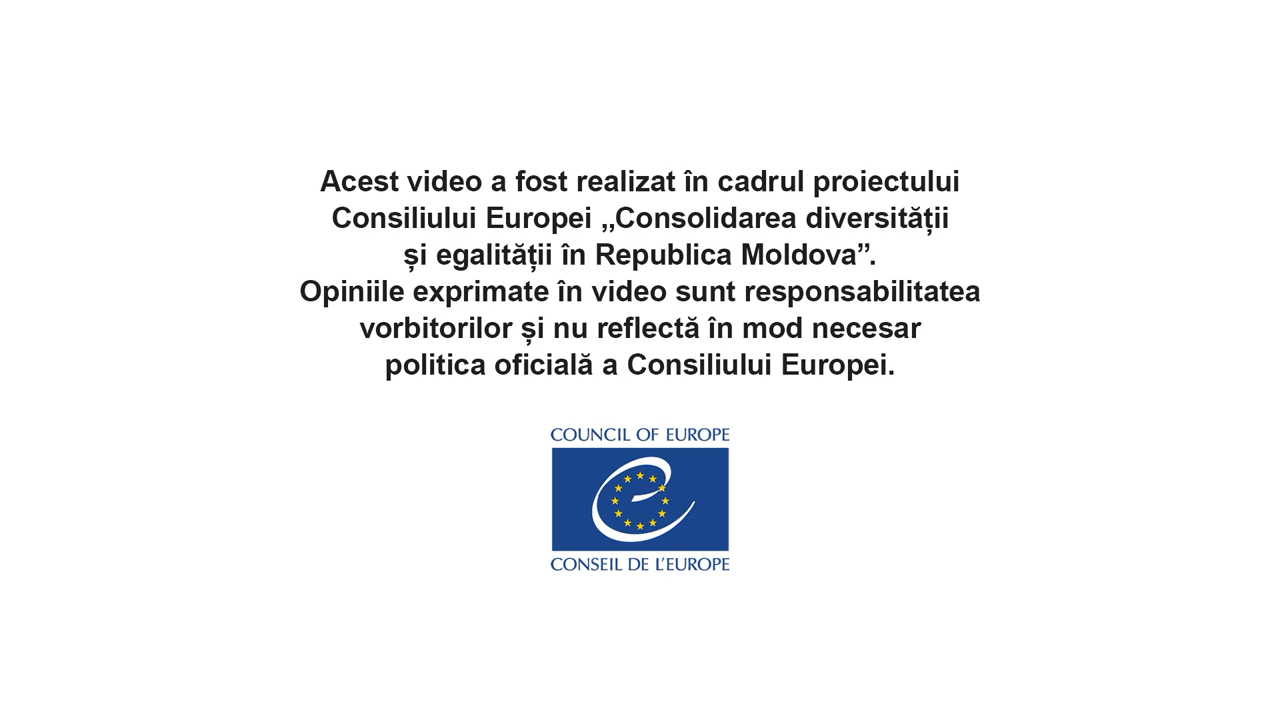 Acest video a fost realizat în cadrul proiectului
Consiliului Europei ,,Consolidarea diversității
și egalității în Republica Moldova”.
Opiniile exprimate în video sunt responsabilitatea
vorbitorilor și nu reflectă în mod necesar
politica oficială a Consiliului Europei.
COUNCIL OF EUROPE
CONSEIL DE L'EUROPE